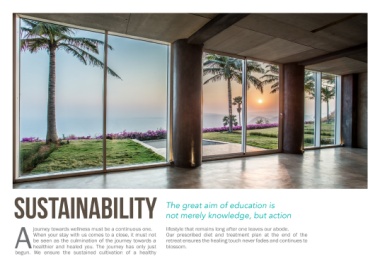 SUSTAINABILITY
The great aim of education is
not merely knowledge, but action
A journey towards wellness must be a continuous one.
When your stay with us comes to a close, it must not
be seen as the culmination of the journey towards a
healthier and healed you. The journey has only just
begun. We ensure the sustained cultivation of a healthy
lifestyle that remains long after one leaves our abode.
Our prescribed diet and treatment plan at the end of the
retreat ensures the healing touch never fades and continues to
blossom.